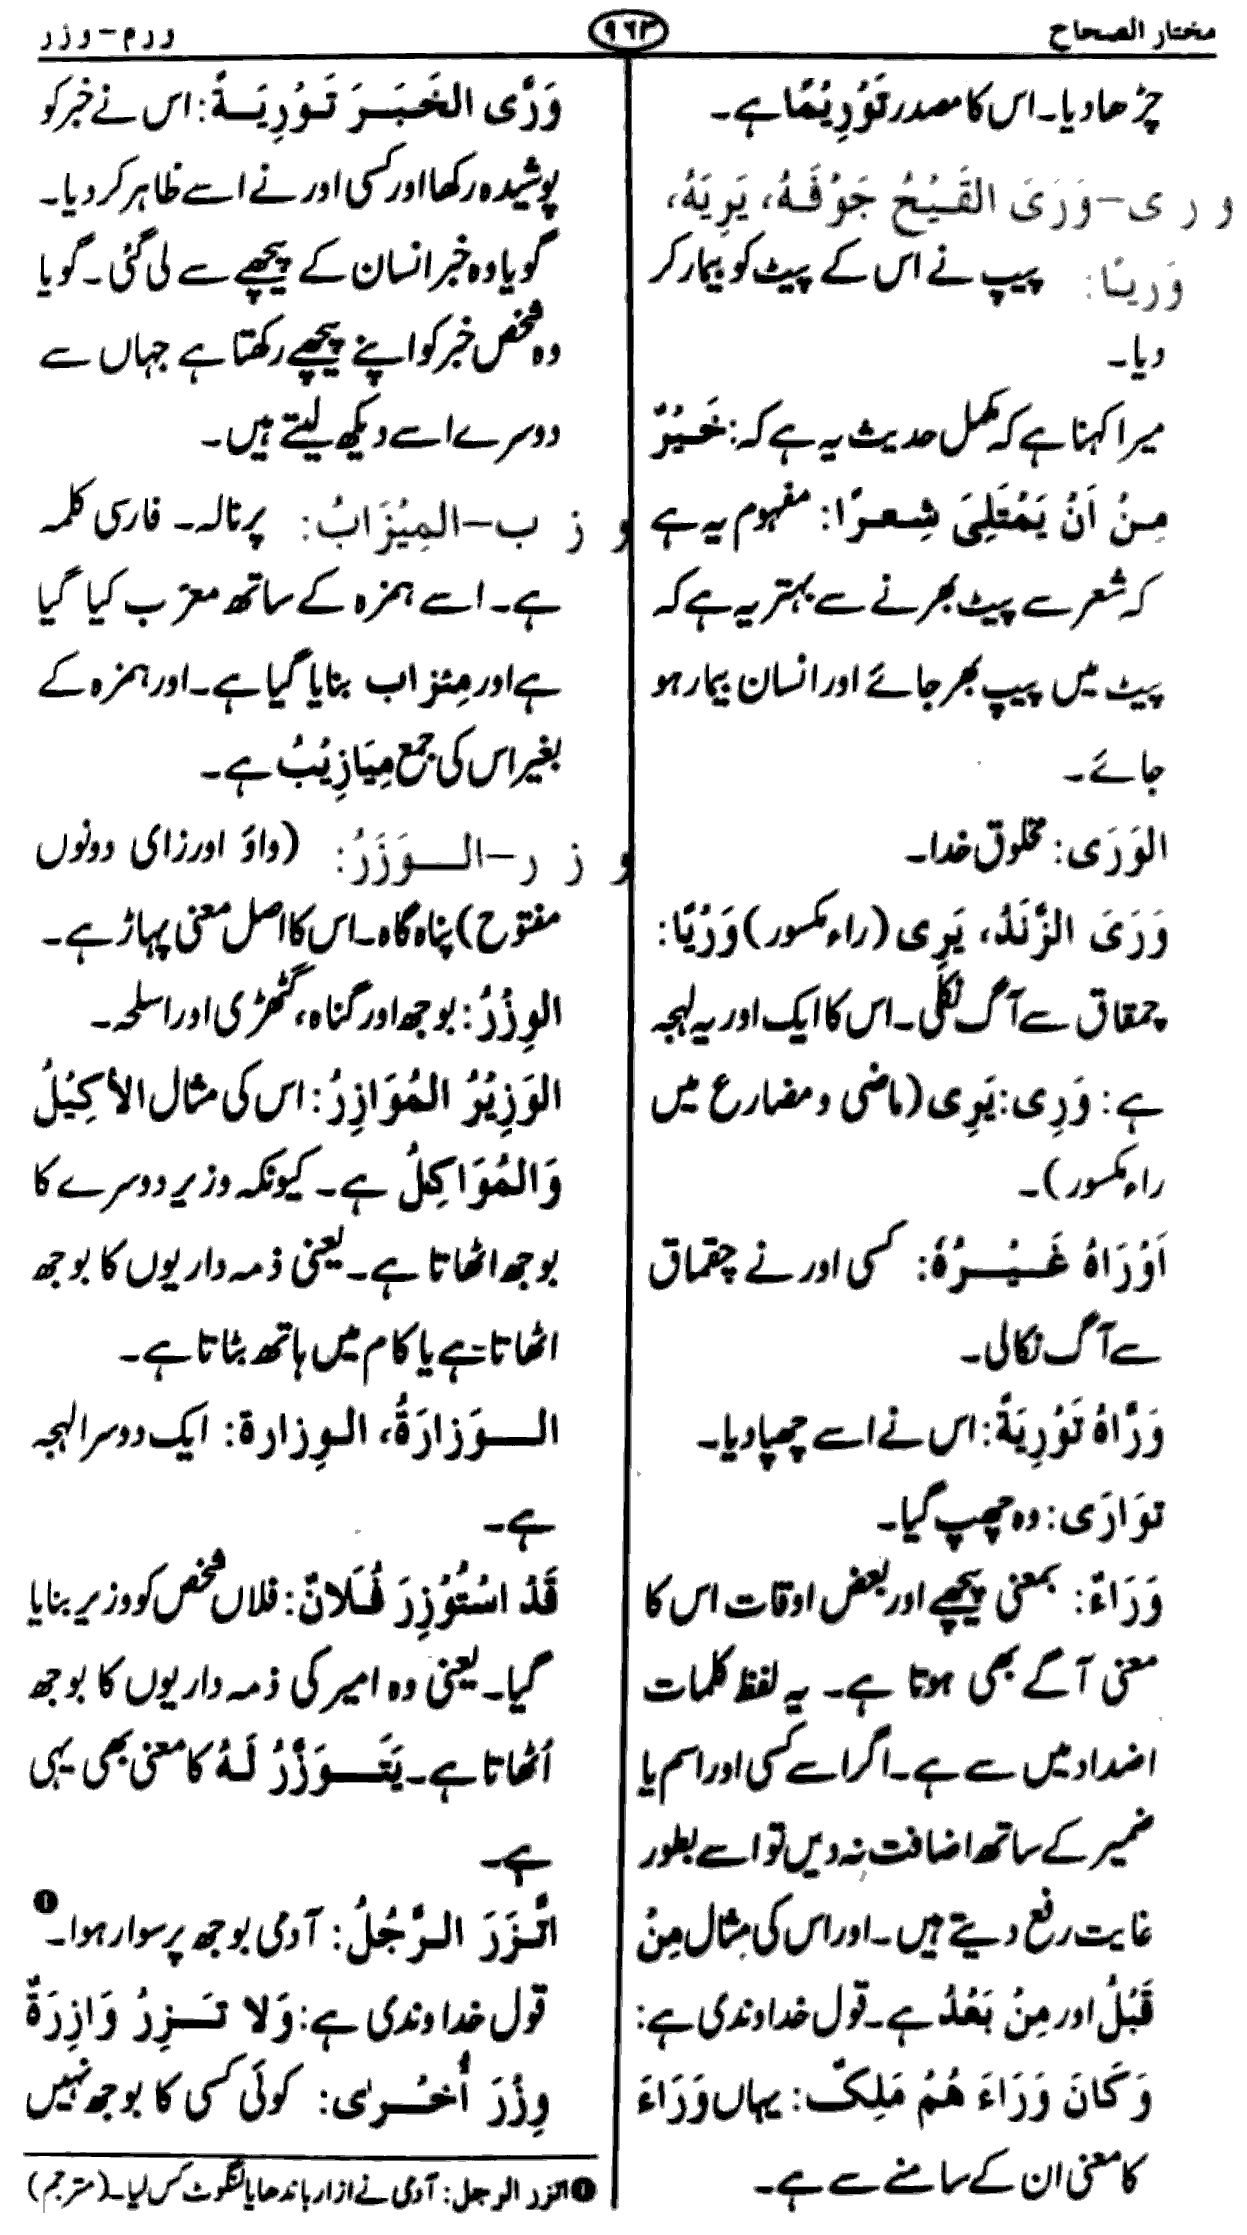 مختار الصحاح
۹۶۳
ورم-وزر
چڑھا دیا۔ اس کا مصدر تَوْرِیْمًا ہے۔
و ر ی-وَرَیَ القَیْحُ جَوْفَهُ، یَرِیَهُ،
وَرِیًا: پیپ نے اس کے پیٹ کو بیمار کر
دیا۔
میرا کہنا ہے کہ مکمل حدیث یہ ہے کہ: خَیْرٌ
مِنْ اَنْ یَمْتَلِیَ شِعرًا: مفہوم یہ ہے
کہ شعر سے پیٹ بھرنے سے بہتر یہ ہے کہ
پیٹ میں پیپ بھر جائے اور انسان بیمار ہو
جائے۔
الوَرَی: مخلوق خدا۔
وَرَیَ الزَّنَدُ، یَرِی (راء مکسور) وَرْیًا:
چمقاق سے آگ نکلی۔ اس کا ایک اور یہ لہجہ
ہے: وَرِی: یَرِی (ماضی و مضارع میں
راء مکسور)۔
اَوْرَاهُ غَیْرُهُ: کسی اور نے چقماق
سے آگ نکالی۔
وَرَّاهُ تَوْرِیَةً: اس نے اسے چھپا دیا۔
توَارَی: وہ چھپ گیا۔
وَرَاءٌ: بمعنی پیچھے اور بعض اوقات اس کا
معنی آگے بھی ہوتا ہے۔ یہ لفظ کلمات
اضداد میں سے ہے۔ اگر اسے کسی اور اسم یا
ضمیر کے ساتھ اضافت نہ دیں تو اسے بطور
غایت رفع دیتے ہیں۔ اور اس کی مثال مِنْ
قَبْلُ اور مِنْ بَعْدُ ہے۔ قول خداوندی ہے:
وَکَانَ وَرَاءَ هُمْ مَلِکٌ: یہاں وَرَاءَ
کا معنی ان کے سامنے سے ہے۔
وَرَّی الخَبَرَ تَوْرِیَةً: اس نے خبر کو
پوشیدہ رکھا اور کسی اور نے اسے ظاہر کر دیا۔
گویا وہ خبر انسان کے پیچھے سے لی گئی۔ گویا
وہ شخص خبر کو اپنے پیچھے رکھتا ہے جہاں سے
دوسرے اسے دیکھ لیتے ہیں۔
و ز ب-المِیْزَابُ: پرنالہ۔ فارسی کلمہ
ہے۔ اسے ہمزہ کے ساتھ معرّب کیا گیا
ہے اور مِئزاب بنایا گیا ہے۔ اور ہمزہ کے
بغیر اس کی جمع مِیَازِیْبُ ہے۔
و ز ر-الوَزَرُ: (واؤ اور زای دونوں
مفتوح) پناہ گاہ۔ اس کا اصل معنی پہاڑ ہے۔
الوِزْرُ: بوجھ اور گناہ، گٹھڑی اور اسلحہ۔
الوَزِیْرُ المُوَازِرُ: اس کی مثال الأکِیْلُ
وَالمُوَاکِلُ ہے۔ کیونکہ وزیر دوسرے کا
بوجھ اٹھاتا ہے۔ یعنی ذمہ داریوں کا بوجھ
اٹھاتا ہے یا کام میں ہاتھ بٹاتا ہے۔
الوَزارَةُ، الوِزارة: ایک دوسرا لہجہ
ہے۔
قَدْ اسْتُوْزِرَ فُلَانٌ: فلاں شخص کو وزیر بنایا
گیا۔ یعنی وہ امیر کی ذمہ داریوں کا بوجھ
اُٹھاتا ہے۔ یَتَوَزَّرُ لَهُ کا معنی بھی یہی
ہے۔
اتَّزَرَ الرَّجُلُ: آدمی بوجھ پر سوار ہوا۔❶
قول خداوندی ہے: وَلا تَزِرُ وَازِرَةٌ
وِزْرَ أُخْرٰی: کوئی کسی کا بوجھ نہیں
❶ اتزر الرجل: آدمی نے ازار باندھا یا لنگوٹ کس لیا۔ (مترجم)